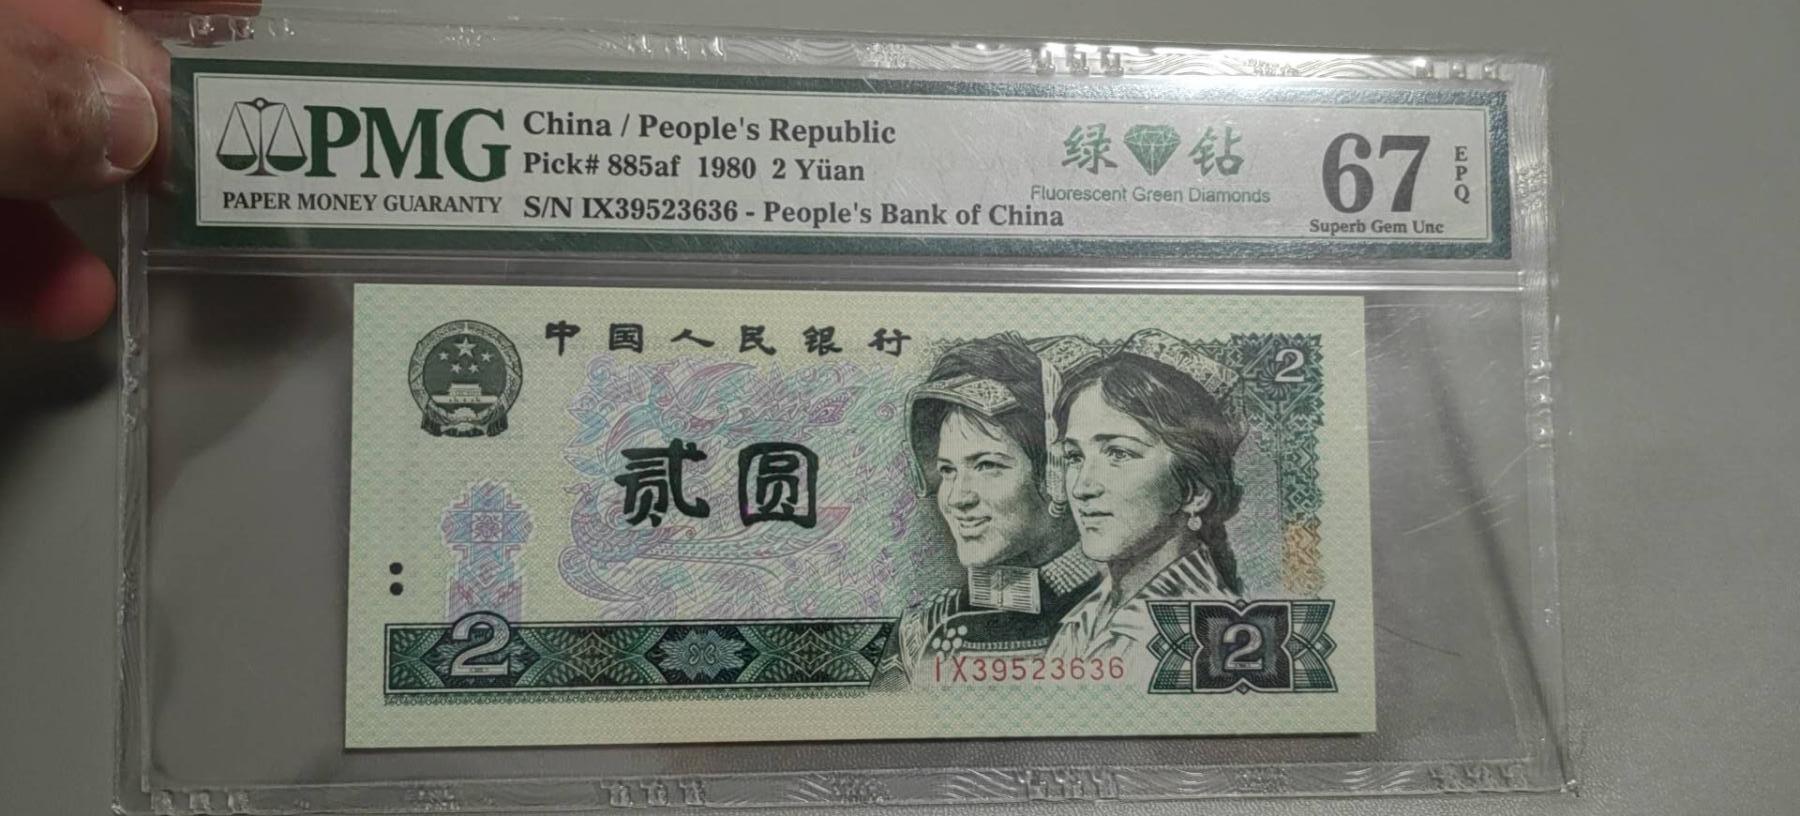 PMG
PAPER MONEY GUARANTY
China / People's Republic
Pick# 885af 1980 2 Yüan
S/N IX39523636 - People's Bank of China
绿 钻
Fluorescent Green Diamonds
67
EPQ
Superb Gem Unc
中国人民银行
2
贰圆
2
IX39523636
2